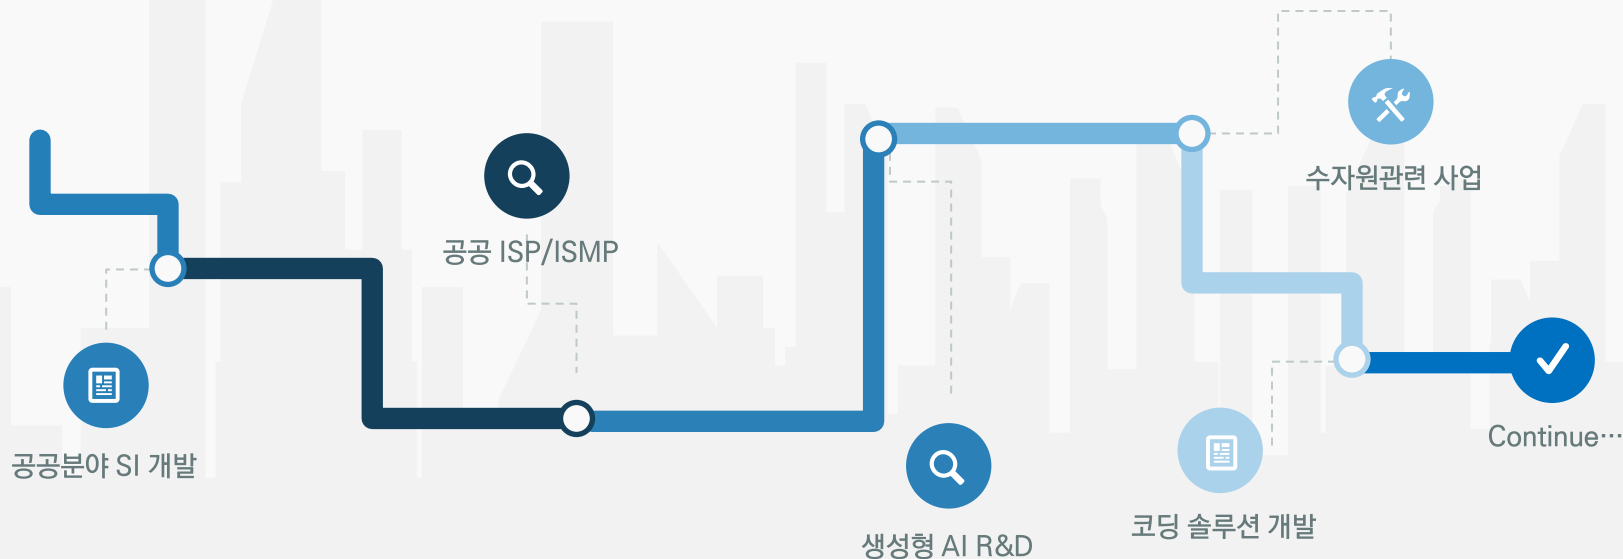 공공분야 SI 개발
공공 ISP/ISMP
생성형 AI R&D
수자원관련 사업
코딩 솔루션 개발
Continue…